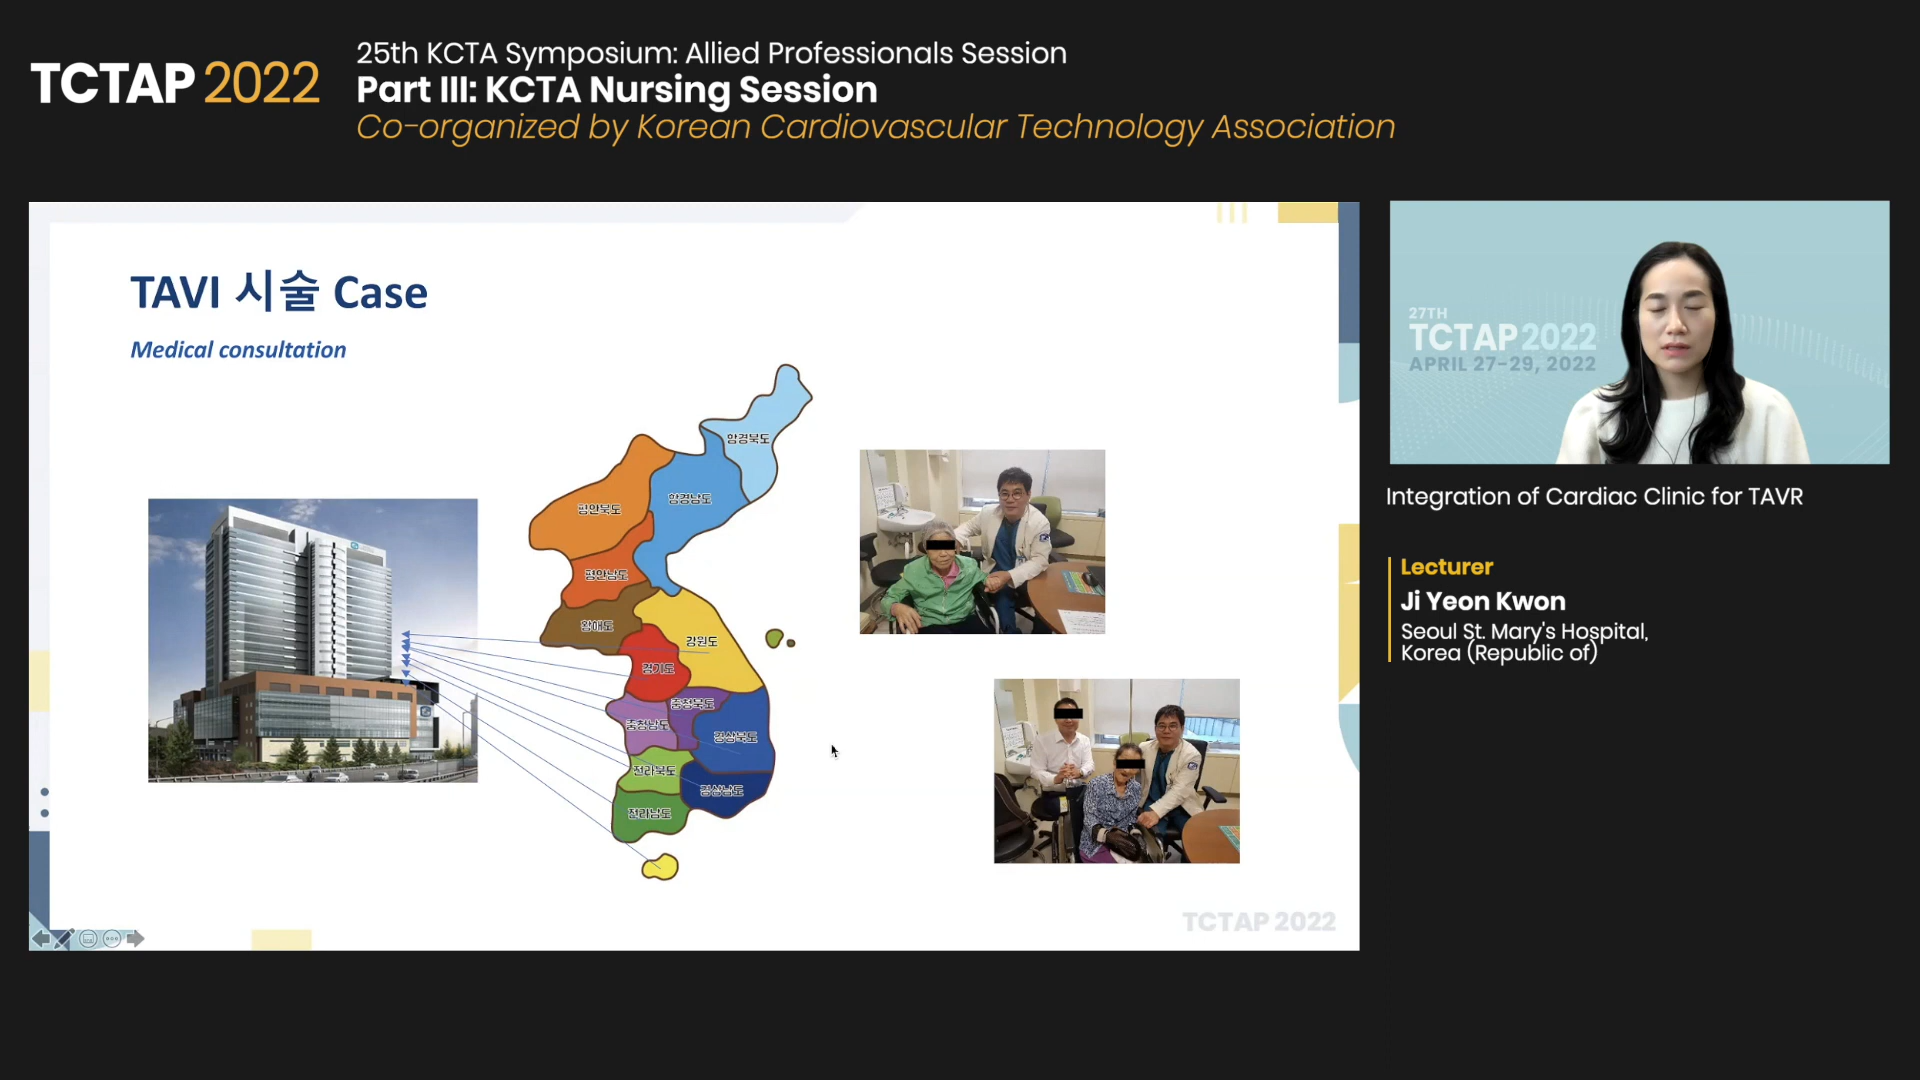 TCTAP 2022
25th KCTA Symposium: Allied Professionals Session
Part III: KCTA Nursing Session
Co-organized by Korean Cardiovascular Technology Association
TAVI 시술 Case
Medical consultation
함경북도
함경남도
평안북도
평안남도
황해도
강원도
경기도
충청북도
충청남도
경상북도
전라북도
경상남도
전라남도
TCTAP 2022
27TH
TCTAP 2022
APRIL 27-29, 2022
Integration of Cardiac Clinic for TAVR
Lecturer
Ji Yeon Kwon
Seoul St. Mary's Hospital,
Korea (Republic of)